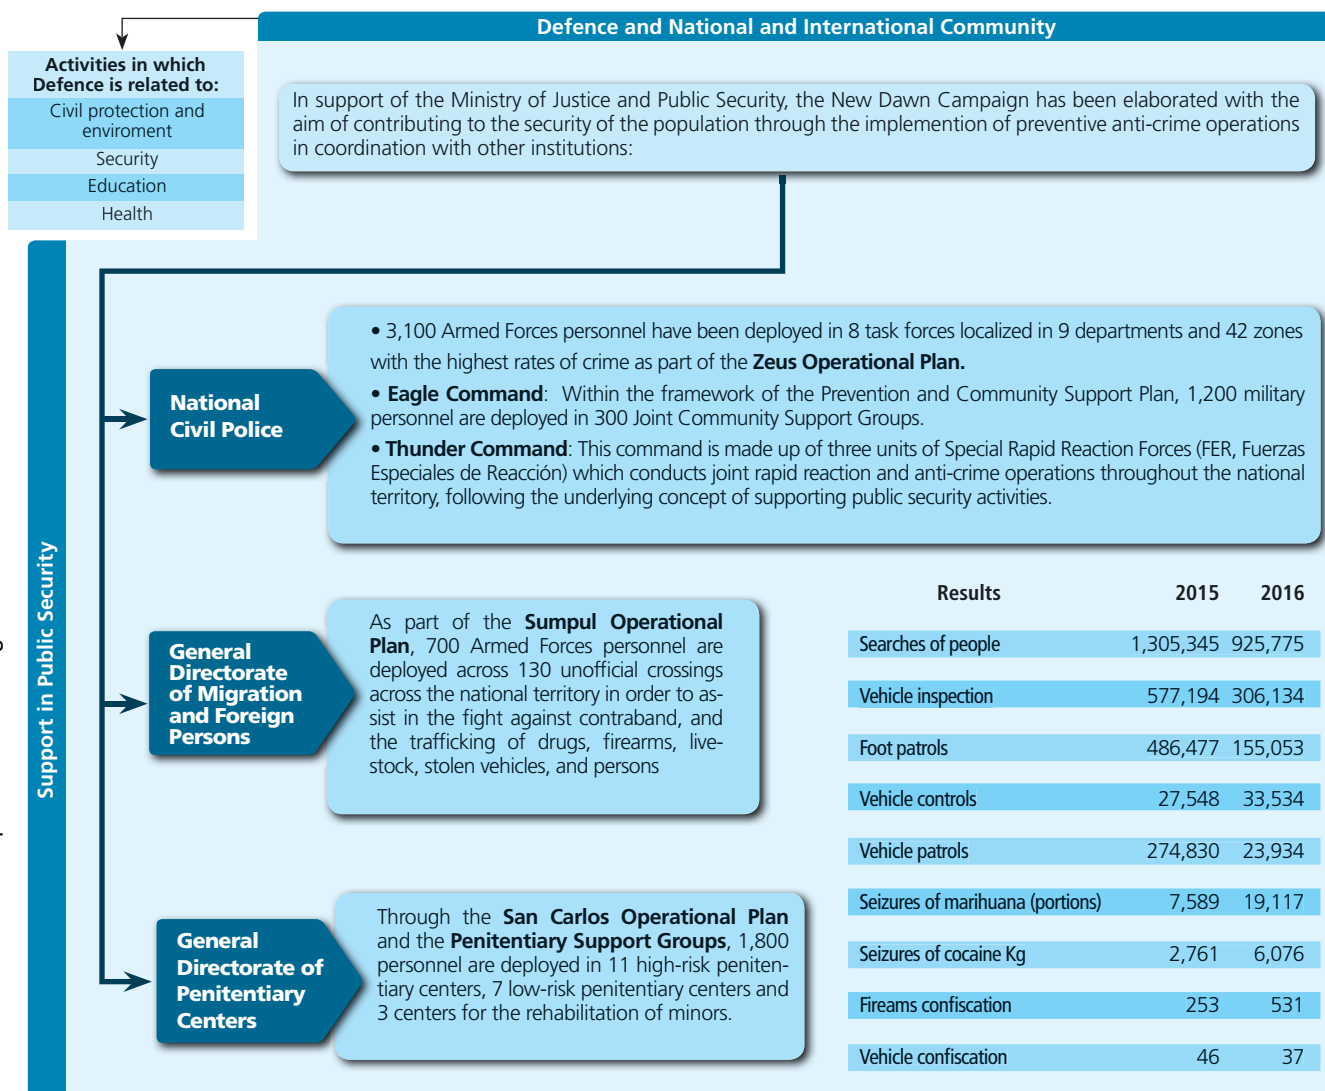 Defence and National and International Community
Activities in which
Defence is related to:
Civil protection and
enviroment
Security
Education
Health
In support of the Ministry of Justice and Public Security, the New Dawn Campaign has been elaborated with the
aim of contributing to the security of the population through the implemention of preventive anti-crime operations
in coordination with other institutions:
Support in Public Security
National
Civil Police
• 3,100 Armed Forces personnel have been deployed in 8 task forces localized in 9 departments and 42 zones
with the highest rates of crime as part of the Zeus Operational Plan.
• Eagle Command: Within the framework of the Prevention and Community Support Plan, 1,200 military
personnel are deployed in 300 Joint Community Support Groups.
• Thunder Command: This command is made up of three units of Special Rapid Reaction Forces (FER, Fuerzas
Especiales de Reacción) which conducts joint rapid reaction and anti-crime operations throughout the national
territory, following the underlying concept of supporting public security activities.
General
Directorate
of Migration
and Foreign
Persons
As part of the Sumpul Operational
Plan, 700 Armed Forces personnel are
deployed across 130 unofficial crossings
across the national territory in order to as-
sist in the fight against contraband, and
the trafficking of drugs, firearms, live-
stock, stolen vehicles, and persons
General
Directorate of
Penitentiary
Centers
Through the San Carlos Operational Plan
and the Penitentiary Support Groups, 1,800
personnel are deployed in 11 high-risk peniten-
tiary centers, 7 low-risk penitentiary centers and
3 centers for the rehabilitation of minors.
Results 2015 2016
Searches of people 1,305,345 925,775
Vehicle inspection 577,194 306,134
Foot patrols 486,477 155,053
Vehicle controls 27,548 33,534
Vehicle patrols 274,830 23,934
Seizures of marihuana (portions) 7,589 19,117
Seizures of cocaine Kg 2,761 6,076
Fireams confiscation 253 531
Vehicle confiscation 46 37